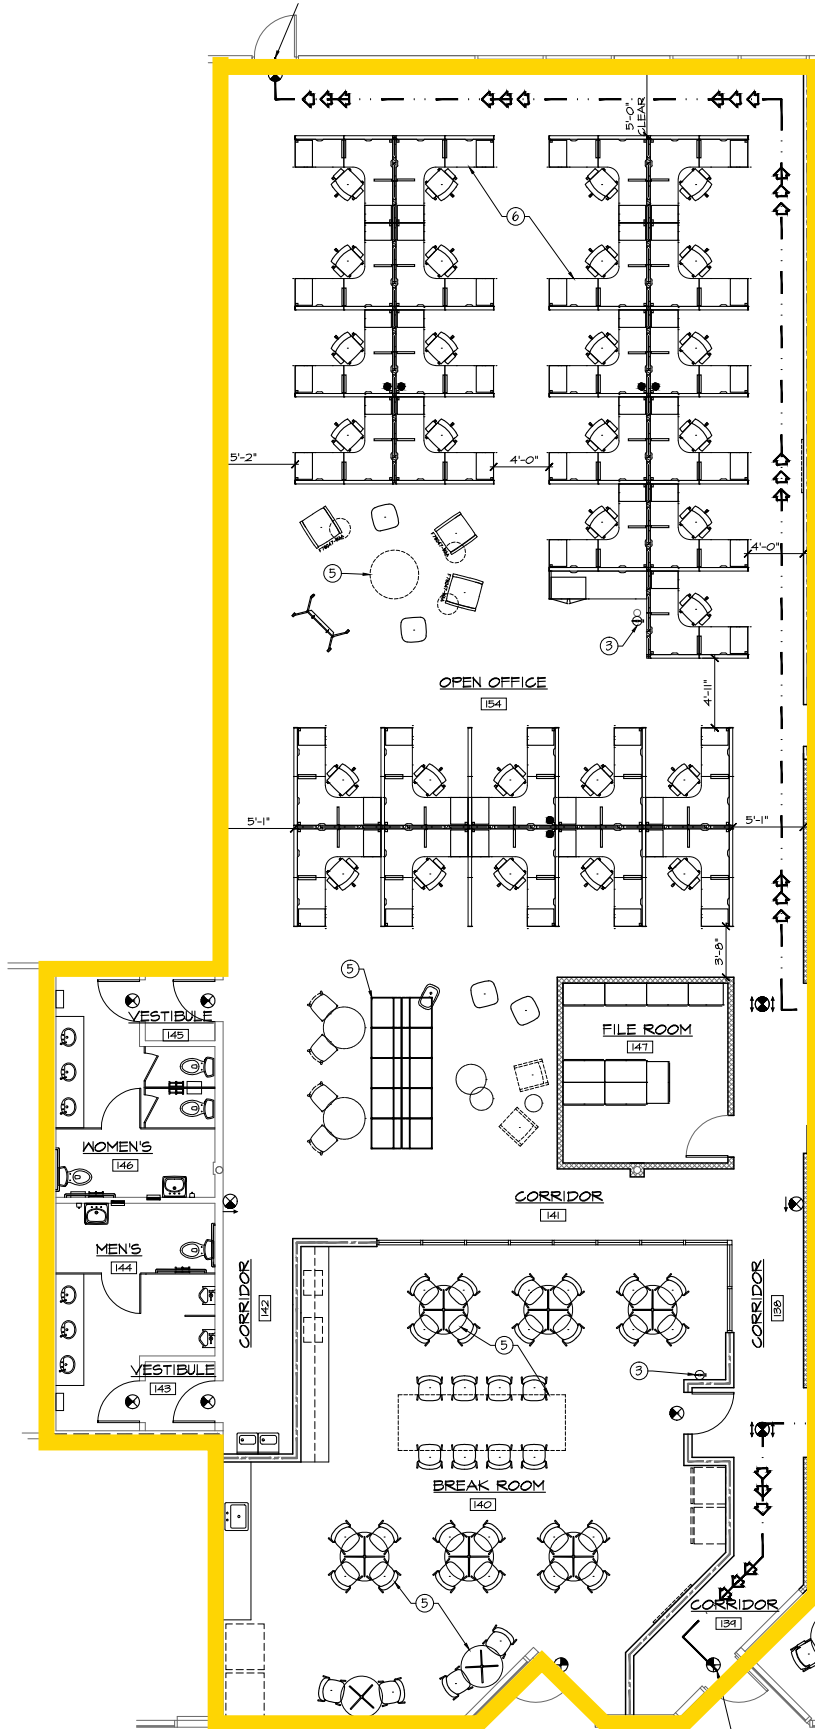 5'-0"
CLEAR
6
5'-2"
4'-0"
4'-0"
5
3
OPEN OFFICE
154
4'-11"
5'-1"
5'-1"
3'-8"
5
VESTIBULE
145
FILE ROOM
147
WOMEN'S
146
CORRIDOR
141
MEN'S
144
CORRIDOR
142
CORRIDOR
138
5
3
VESTIBULE
143
BREAK ROOM
140
5
CORRIDOR
139